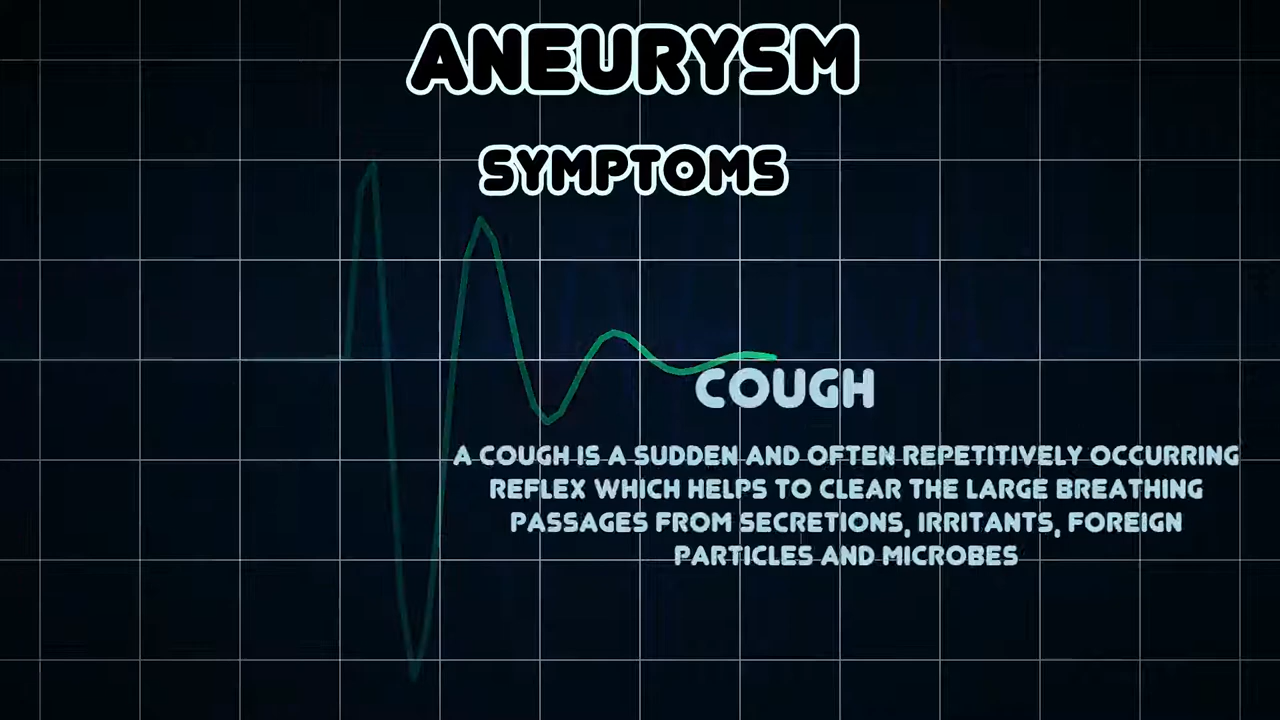 ANEURYSM
SYMPTOMS
COUGH
A COUGH IS A SUDDEN AND OFTEN REPETITIVELY OCCURRING
REFLEX WHICH HELPS TO CLEAR THE LARGE BREATHING
PASSAGES FROM SECRETIONS, IRRITANTS, FOREIGN
PARTICLES AND MICROBES